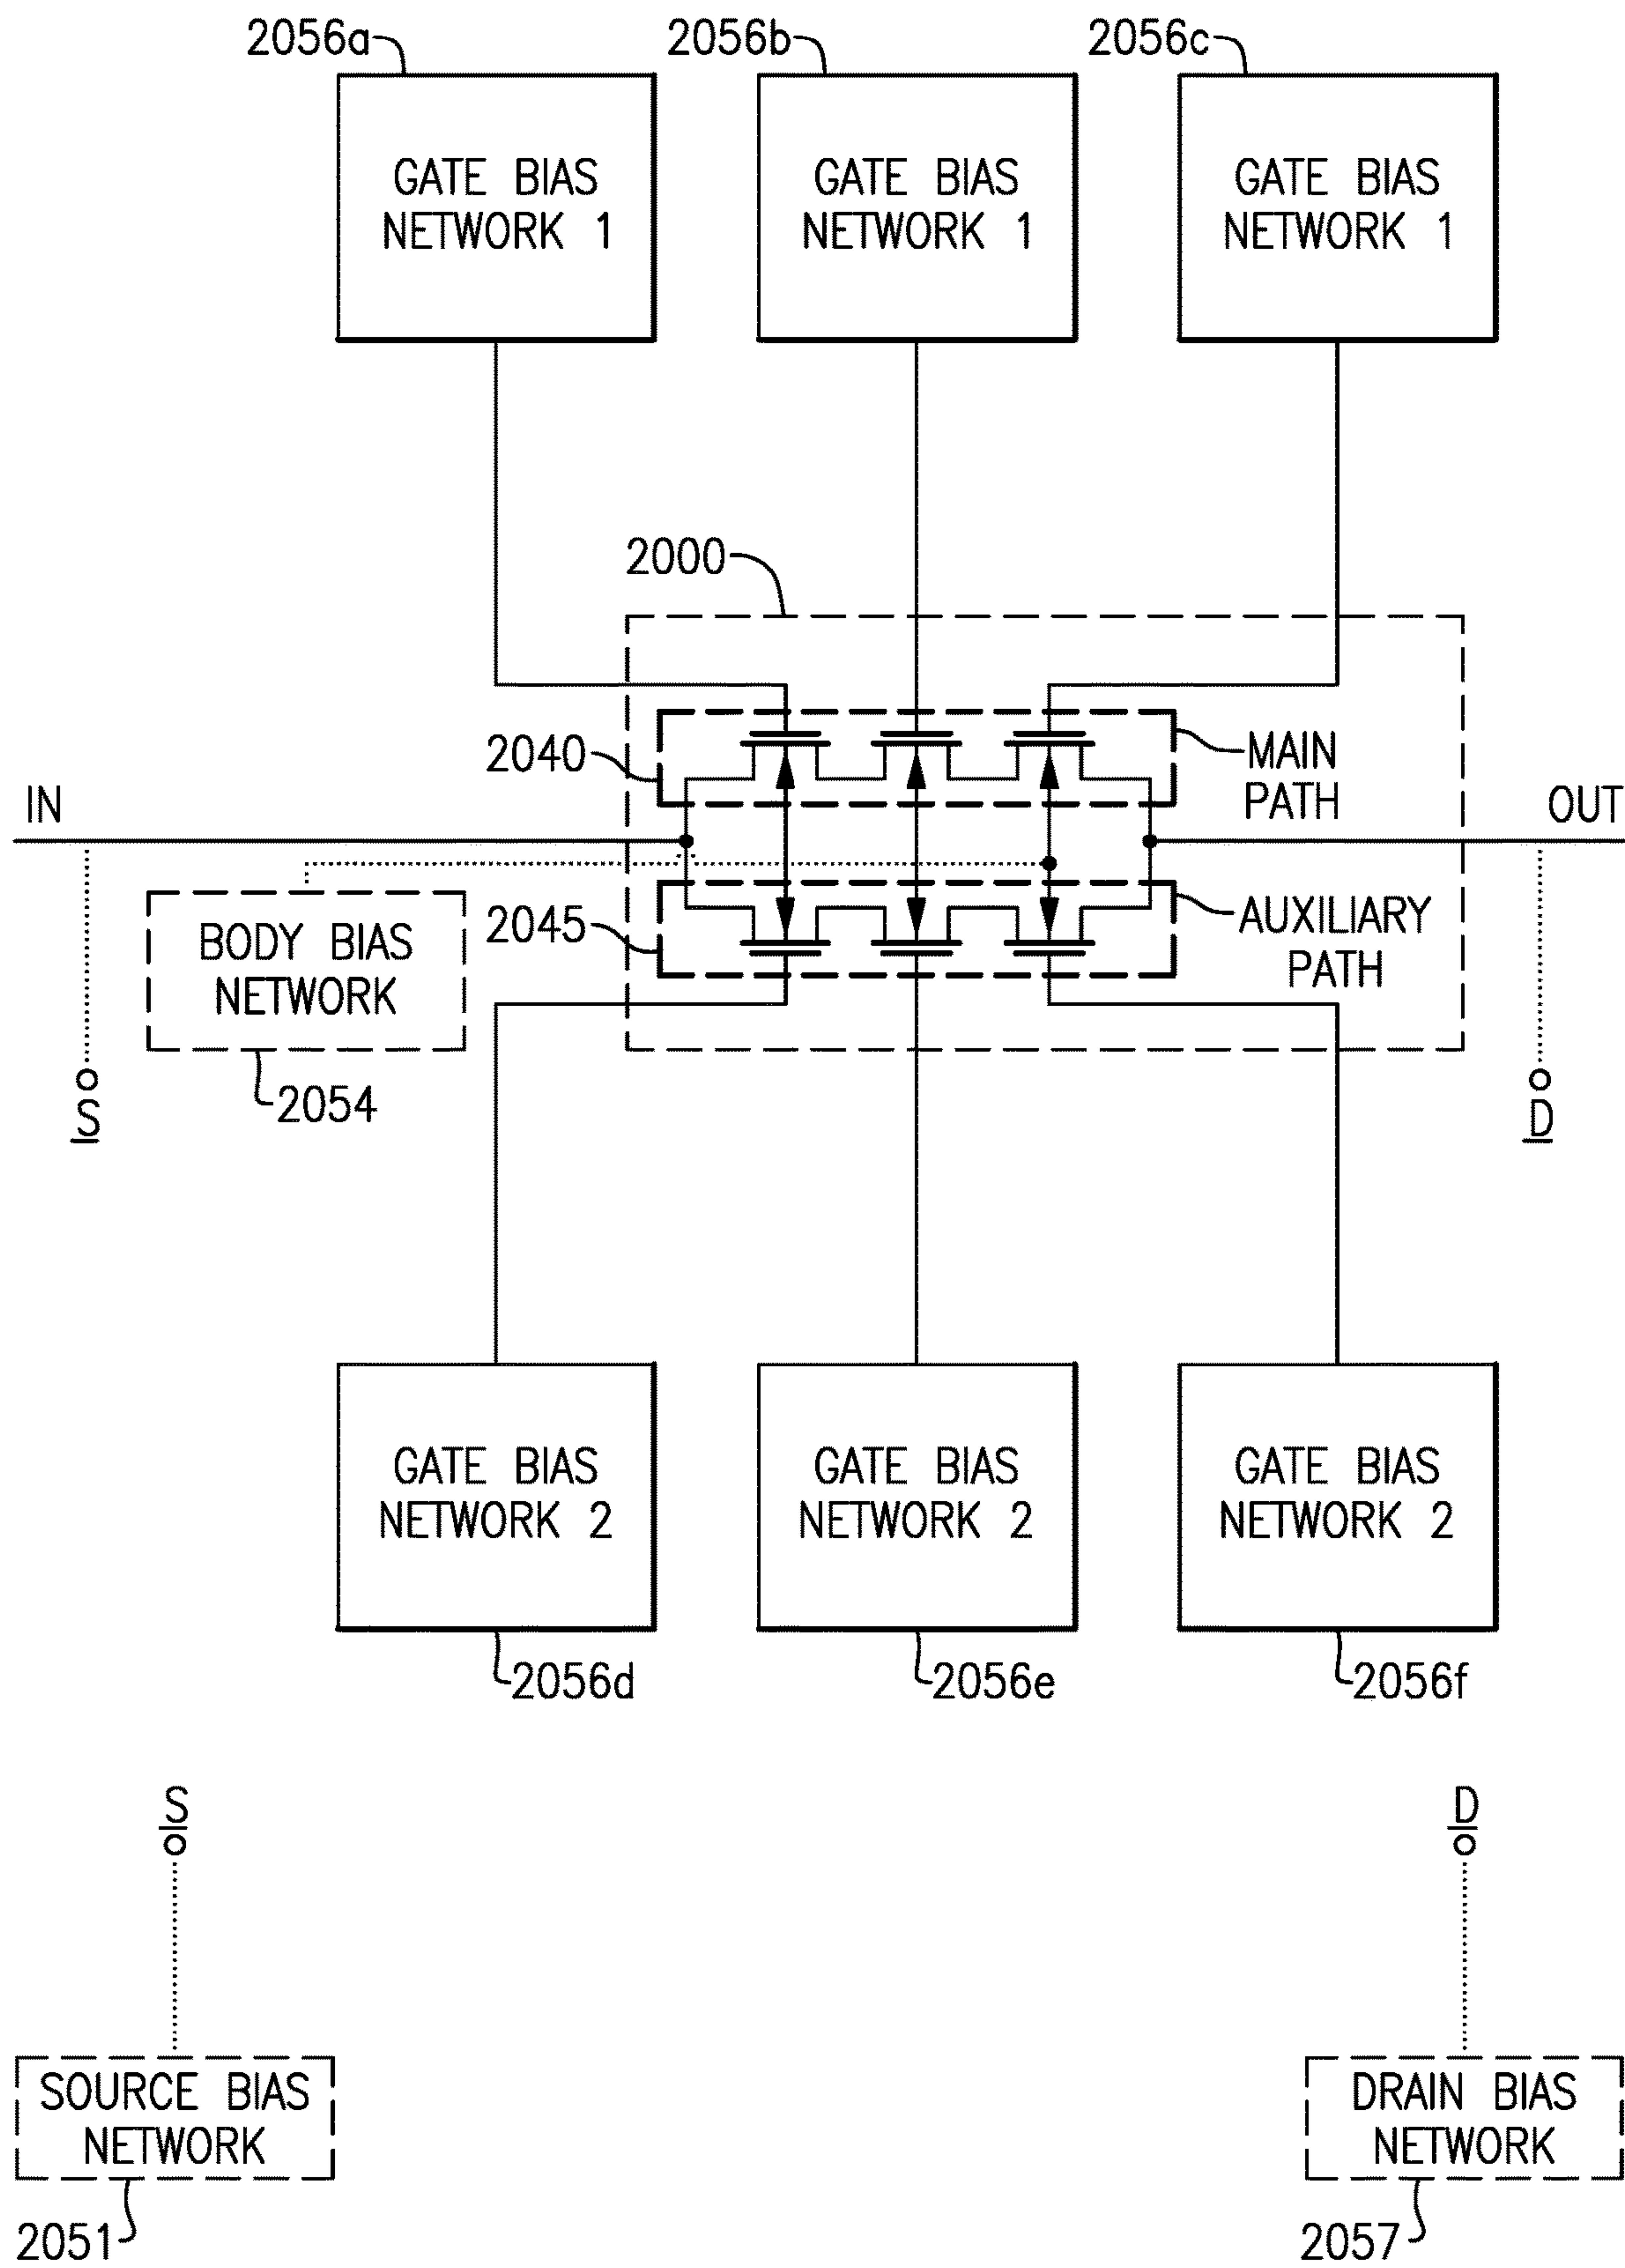 2056a
2056b
2056c
GATE BIAS
NETWORK 1
GATE BIAS
NETWORK 1
GATE BIAS
NETWORK 1
2000
2040
MAIN
PATH
IN
OUT
2045
AUXILIARY
PATH
BODY BIAS
NETWORK
2054
S
D
GATE BIAS
NETWORK 2
GATE BIAS
NETWORK 2
GATE BIAS
NETWORK 2
2056d
2056e
2056f
S
D
SOURCE BIAS
NETWORK
DRAIN BIAS
NETWORK
2051
2057